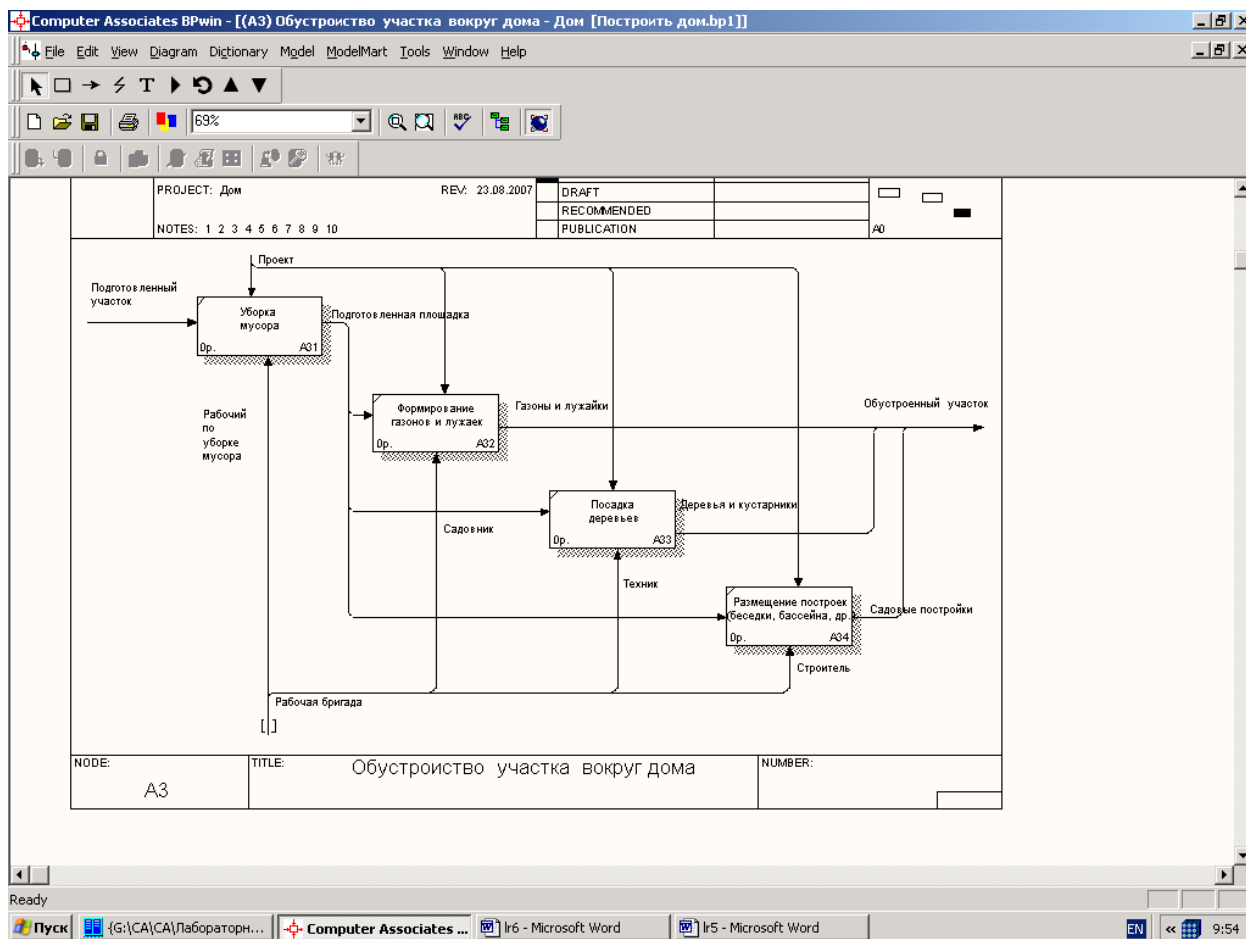 Computer Associates BPwin - [(A3) Обустроиство участка вокруг дома - Дом [Построить дом.bp1]]
File Edit View Diagram Dictionary Model ModelMart Tools Window Help
T
69%
ABC
PROJECT: Дом
REV: 23.08.2007
DRAFT
RECOMMENDED
NOTES: 1 2 3 4 5 6 7 8 9 10
PUBLICATION
A0
Проект
Подготовленный
участок
Уборка
мусора
0р. A31
Подготовленная площадка
Рабочий
по
уборке
мусора
Формирование
газонов и лужаек
0р. A32
Газоны и лужайки
Обустроенный участок
Посадка
деревьев
0р. A33
Деревья и кустарники
Садовник
Техник
Размещение построек
(беседки, бассейна, др.)
0р. A34
Садовые постройки
Строитель
Рабочая бригада
[ ]
NODE:
A3
TITLE:
Обустроиство участка вокруг дома
NUMBER:
Ready
Пуск
{G:\CA\CA\Лабораторн...
Computer Associates ...
lr6 - Microsoft Word
lr5 - Microsoft Word
EN
«
9:54